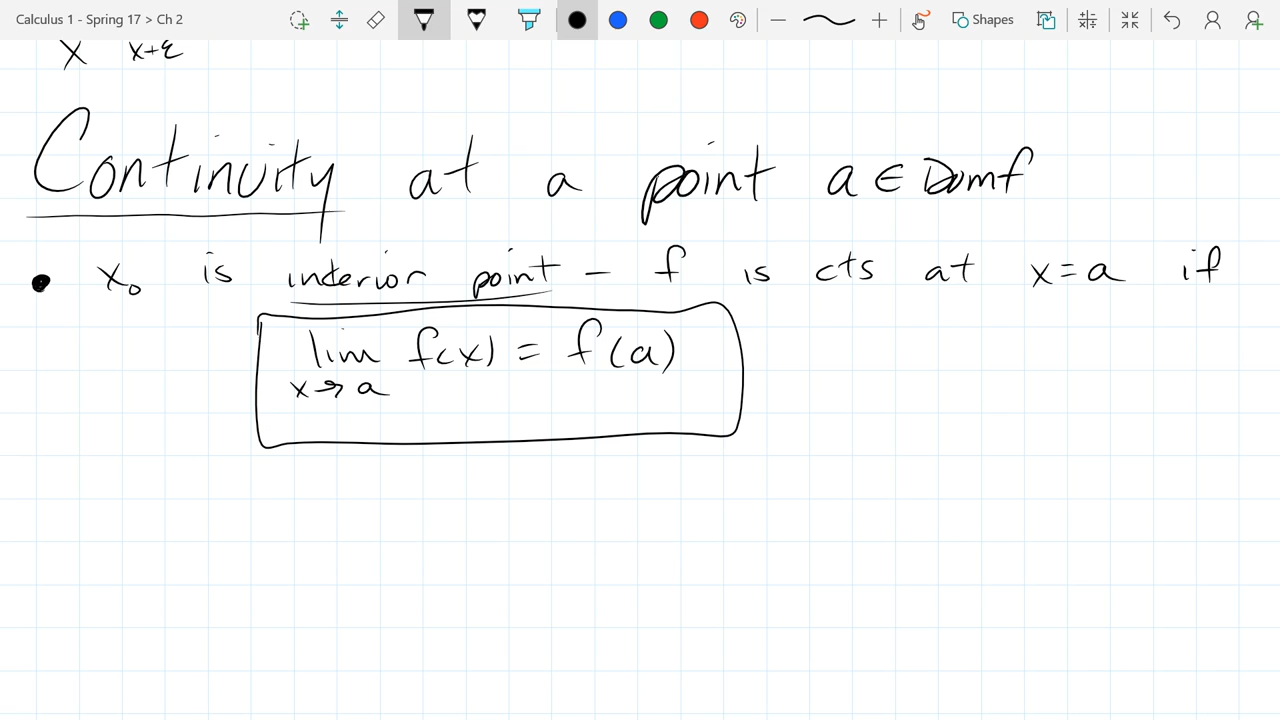 Calculus 1 - Spring 17 > Ch 2
Shapes
x x+ε
Continuity at a point a ∈ Domf
• x₀ is interior point - f is cts at x=a if
lim f(x) = f(a)
x→a